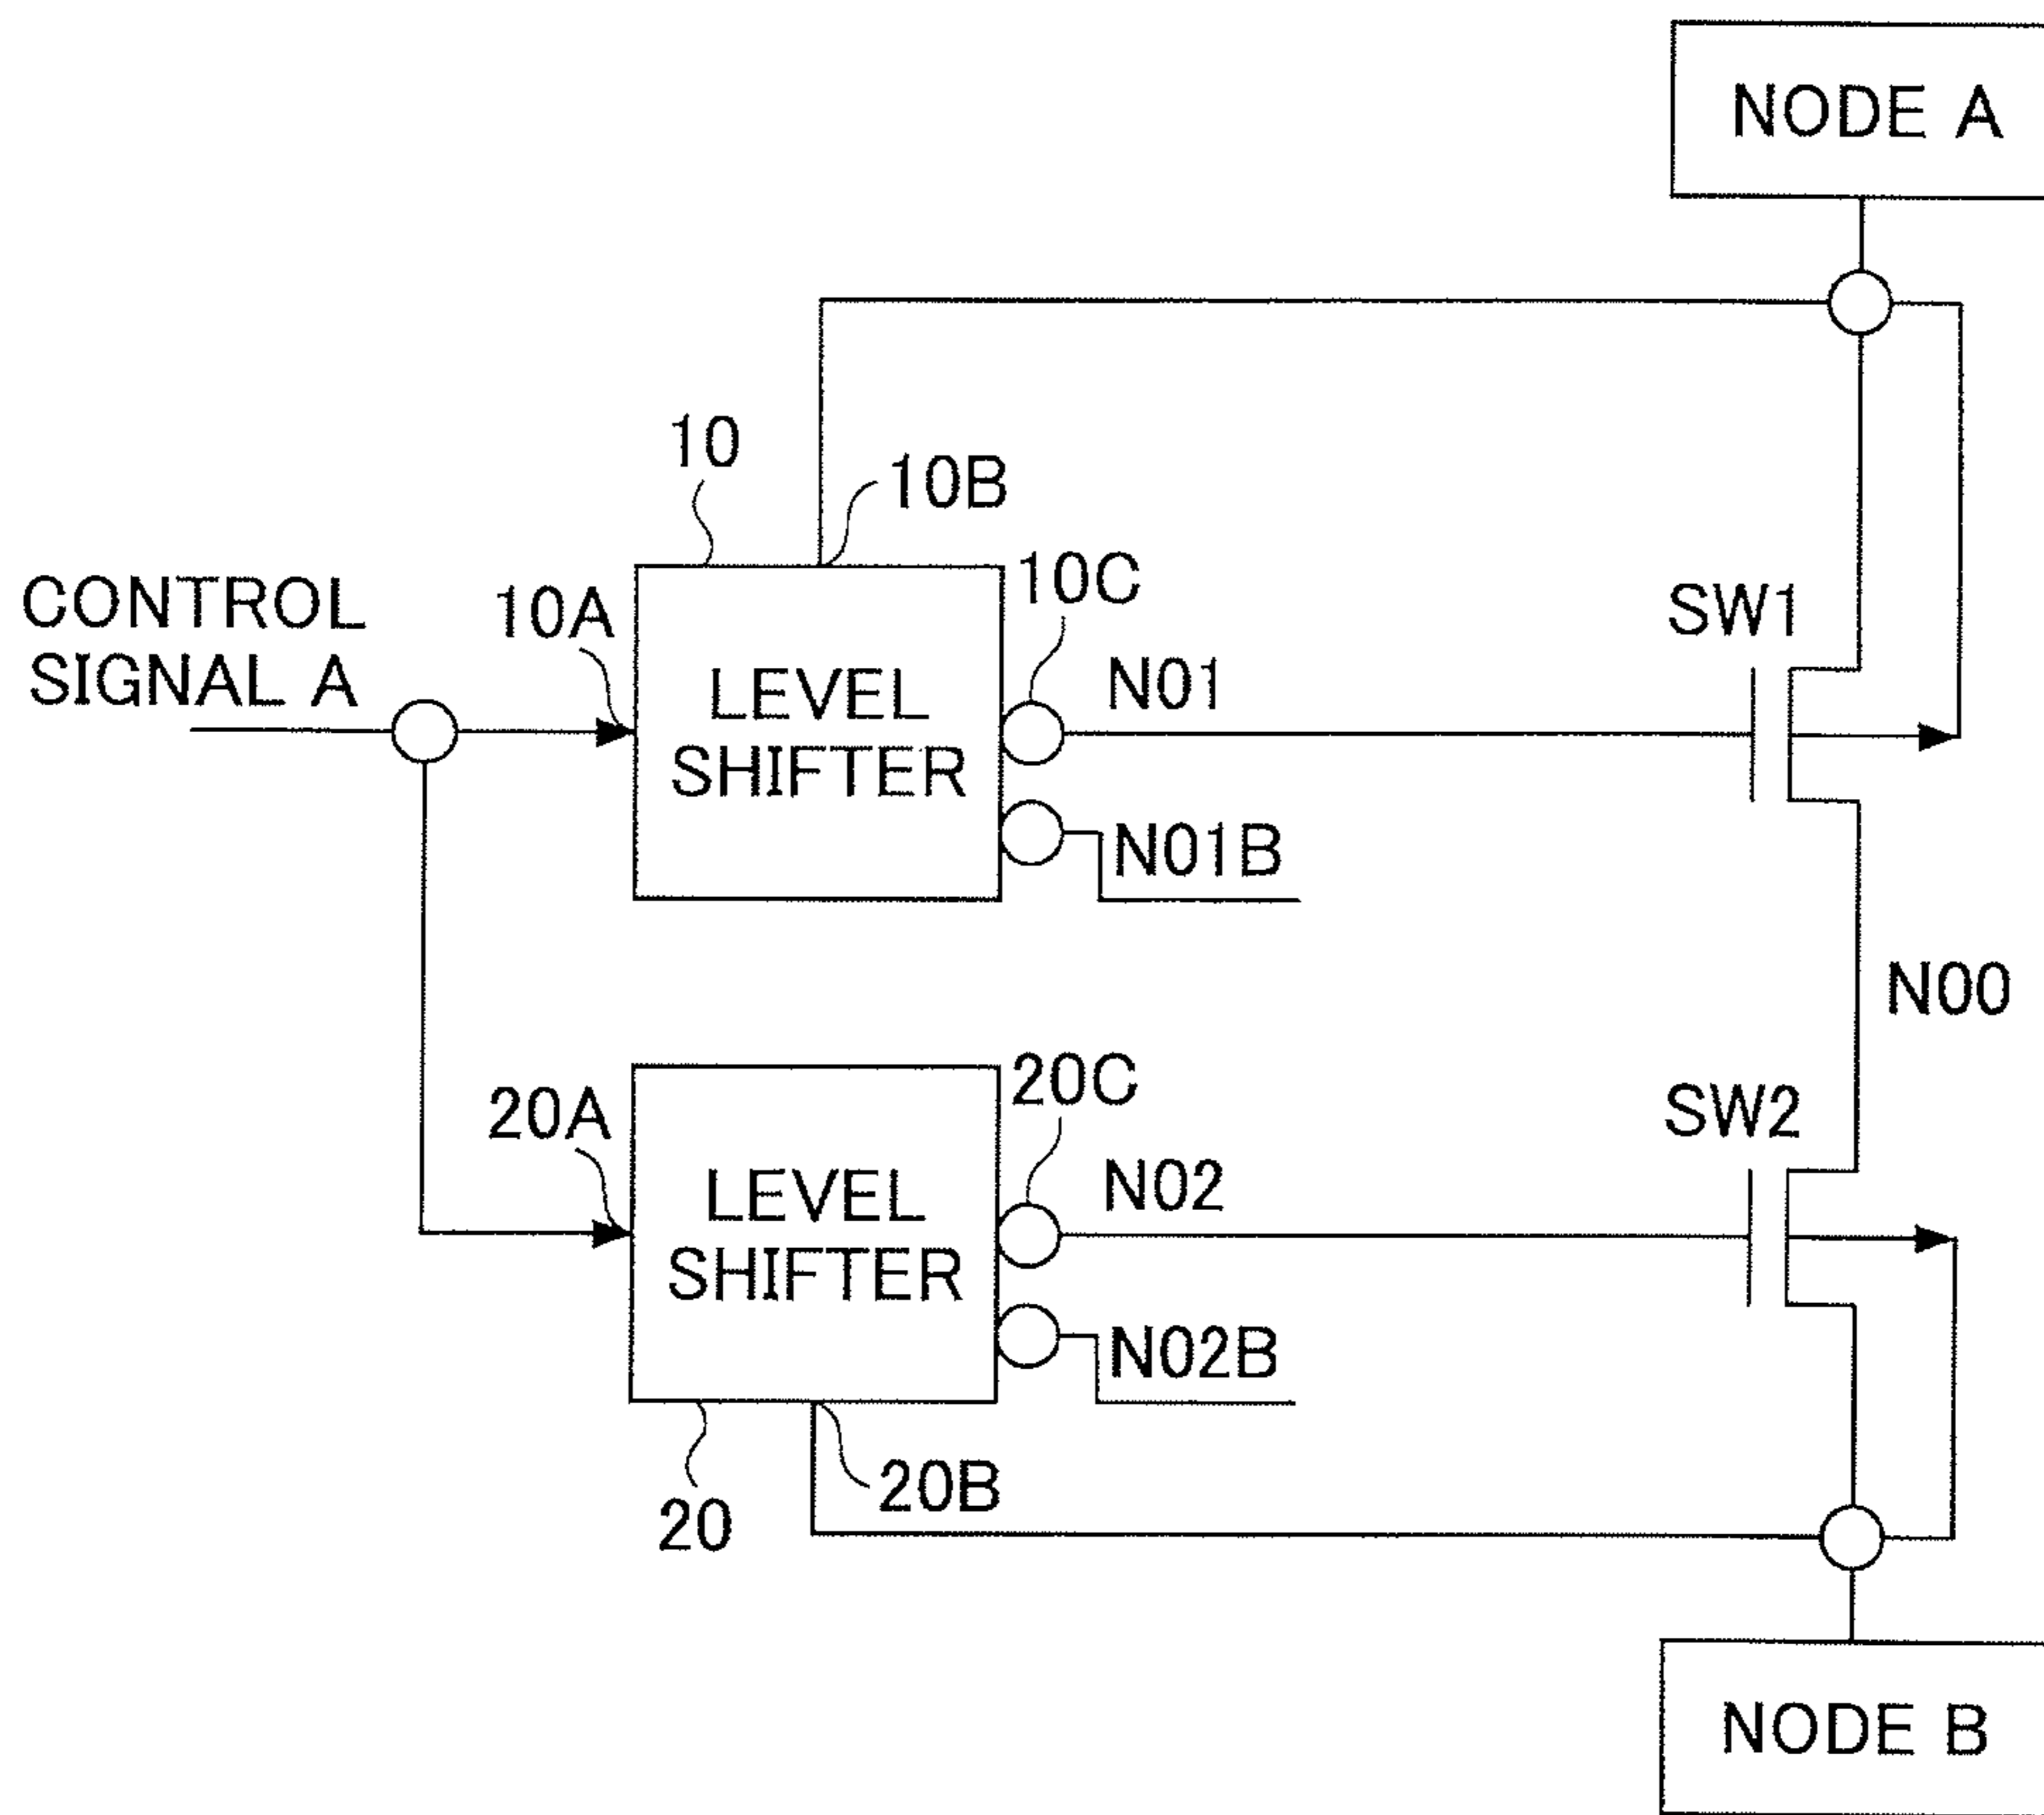 NODE A
10
10B
10C
CONTROL
SIGNAL A
10A
LEVEL
SHIFTER
N01
N01B
SW1
N00
20A
20C
LEVEL
SHIFTER
N02
N02B
SW2
20
20B
NODE B